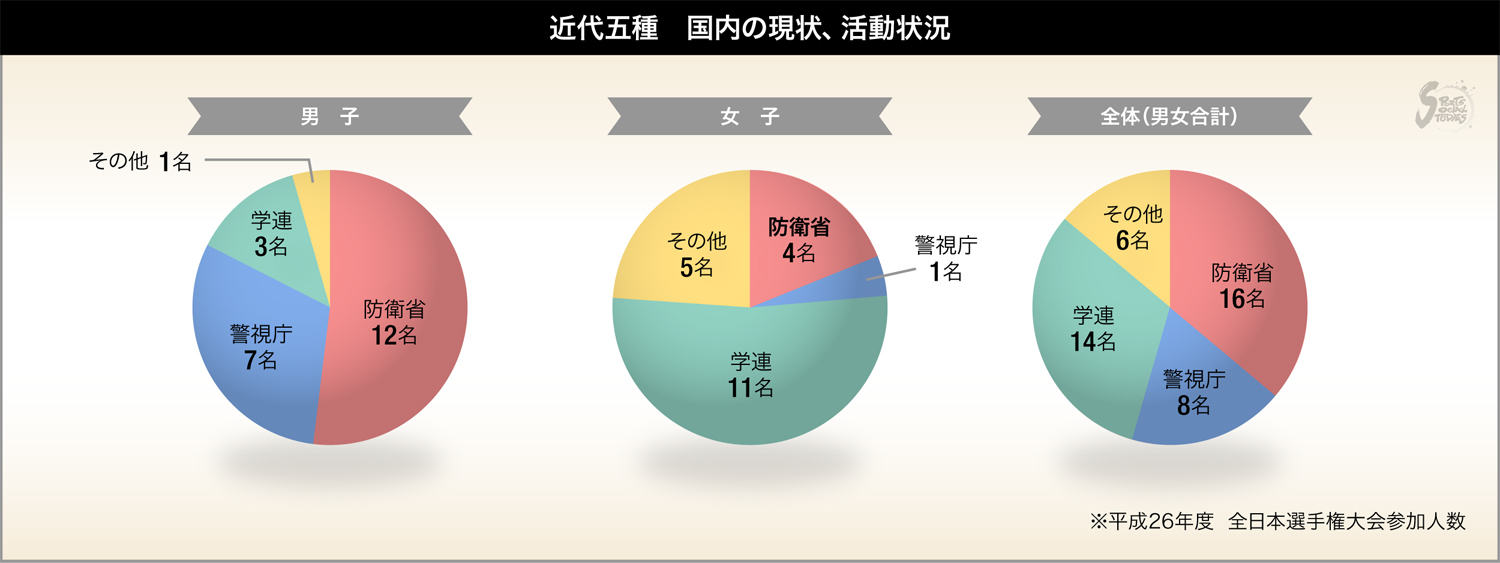 近代五種　国内の現状、活動状況
男　子
女　子
全体（男女合計）
SPORTS
SOCIAL
TODAYS
その他 1名
学連
3名
警視庁
7名
防衛省
12名
その他
5名
防衛省
4名
警視庁
1名
学連
11名
その他
6名
防衛省
16名
学連
14名
警視庁
8名
※平成26年度　全日本選手権大会参加人数